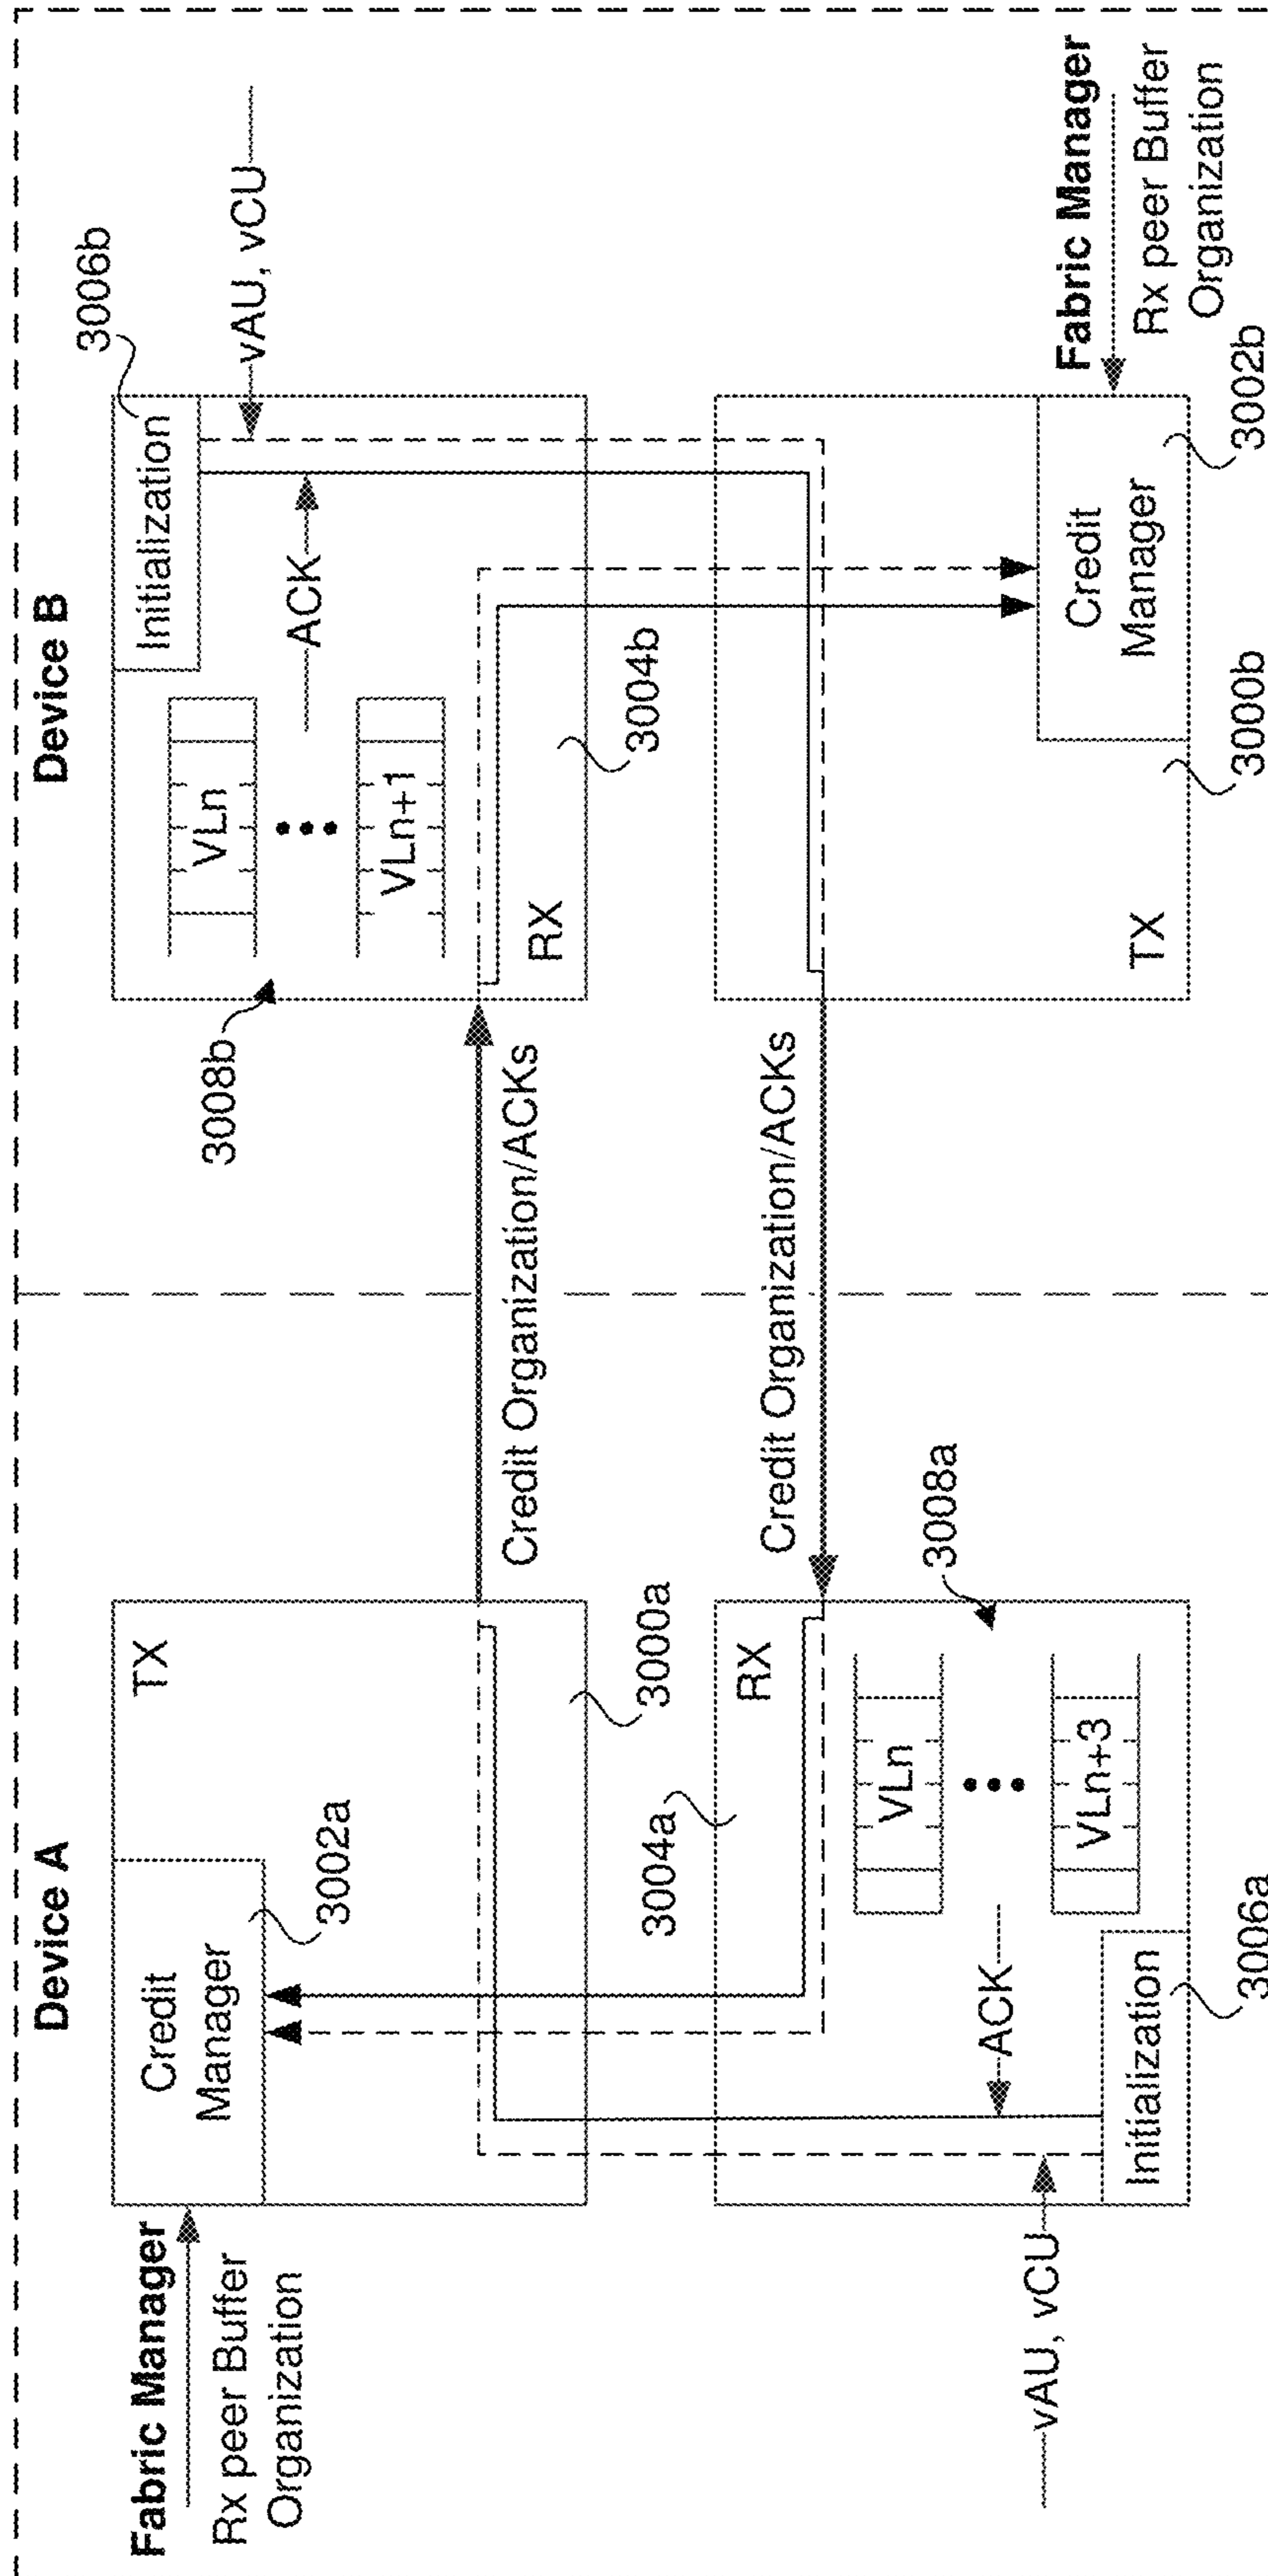 Device A
Device B
Fabric Manager
Rx peer Buffer
Organization
Credit
Manager
3002a
TX
3000a
Credit Organization/ACKs
3008b
VLn
VLn+1
RX
ACK
Initialization
3006b
vAU, vCU
3004b
3004a
RX
VLn
VLn+3
3008a
ACK
Initialization
3006a
vAU, vCU
Credit Organization/ACKs
TX
Credit
Manager
3000b
3002b
Fabric Manager
Rx peer Buffer
Organization